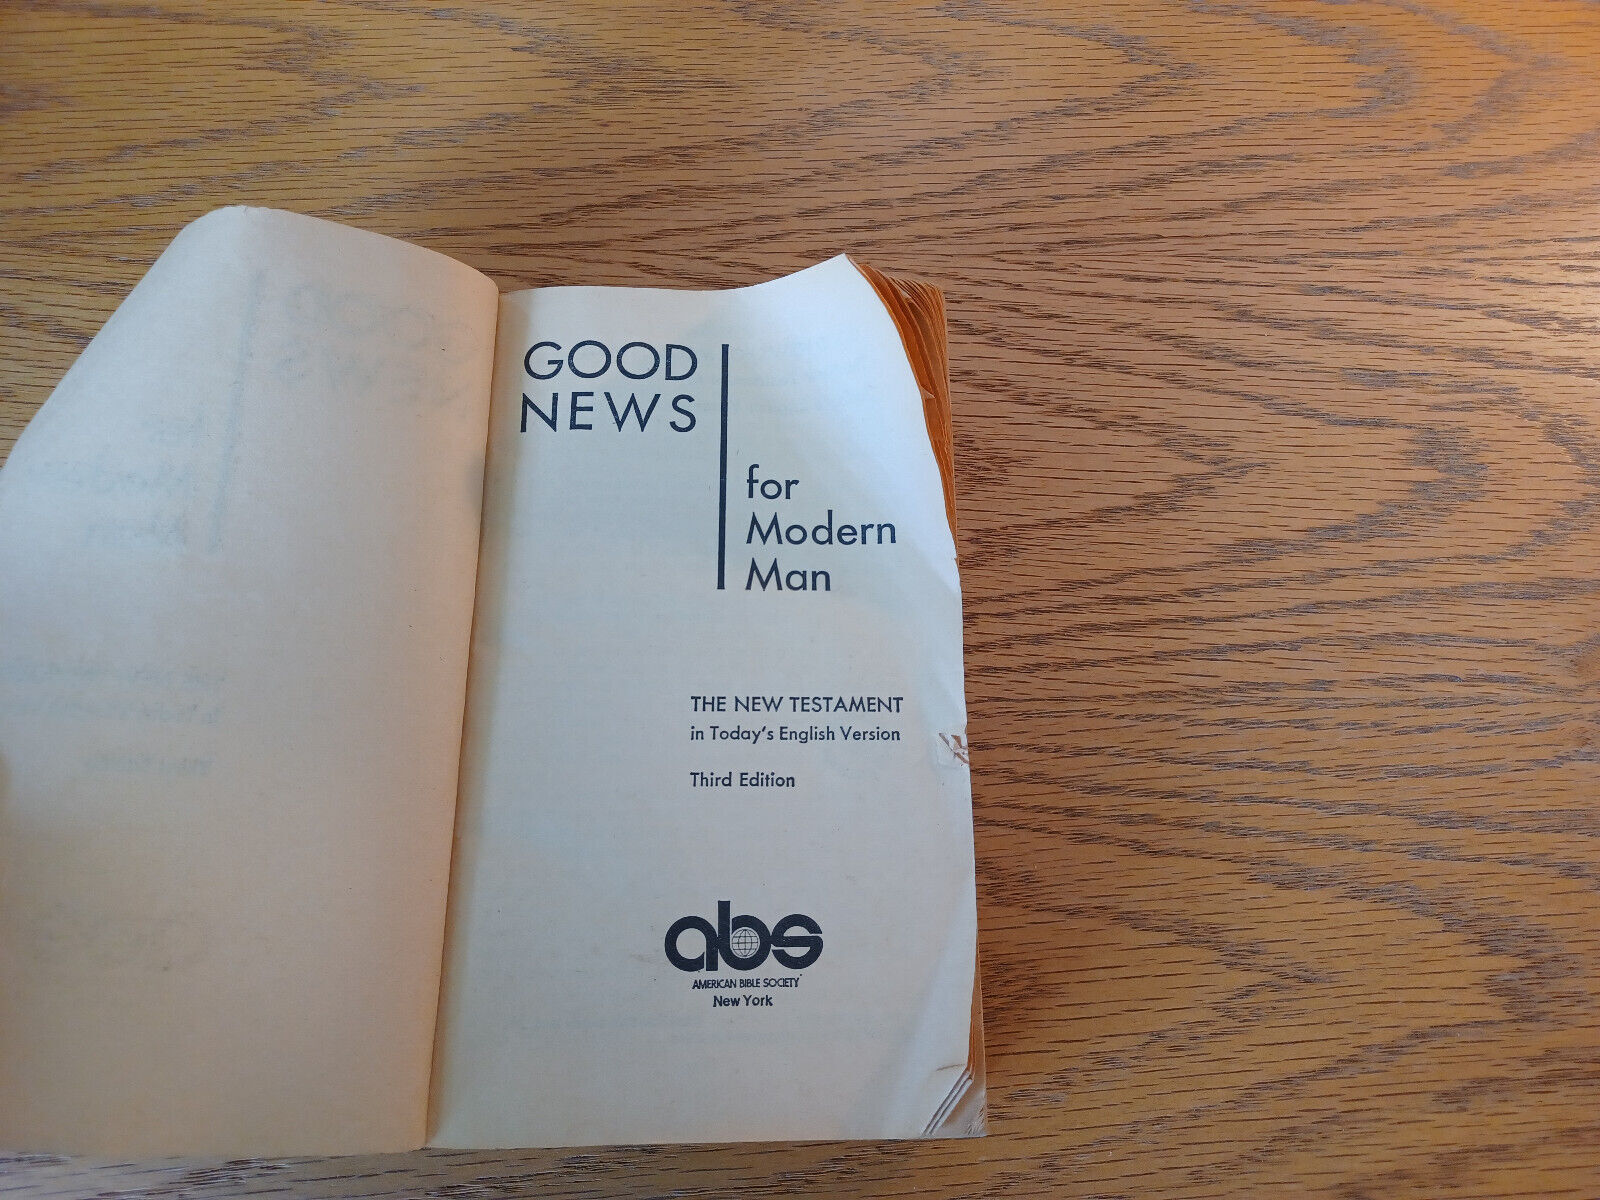 GOOD
NEWS
for
Modern
Man
THE NEW TESTAMENT
in Today's English Version
Third Edition
abs
AMERICAN BIBLE SOCIETY
New York